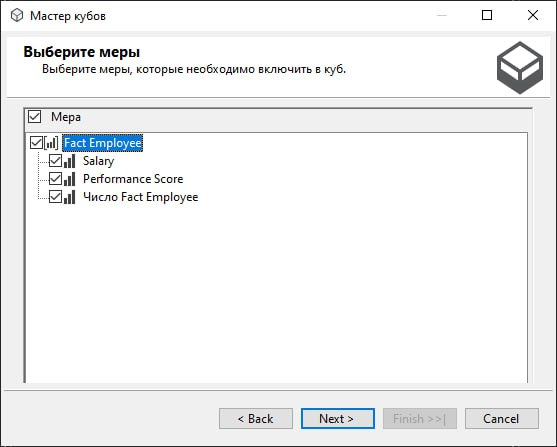 Мастер кубов
Выберите меры
Выберите меры, которые необходимо включить в куб.
Мера
Fact Employee
Salary
Performance Score
Число Fact Employee
< Back
Next >
Finish >>|
Cancel